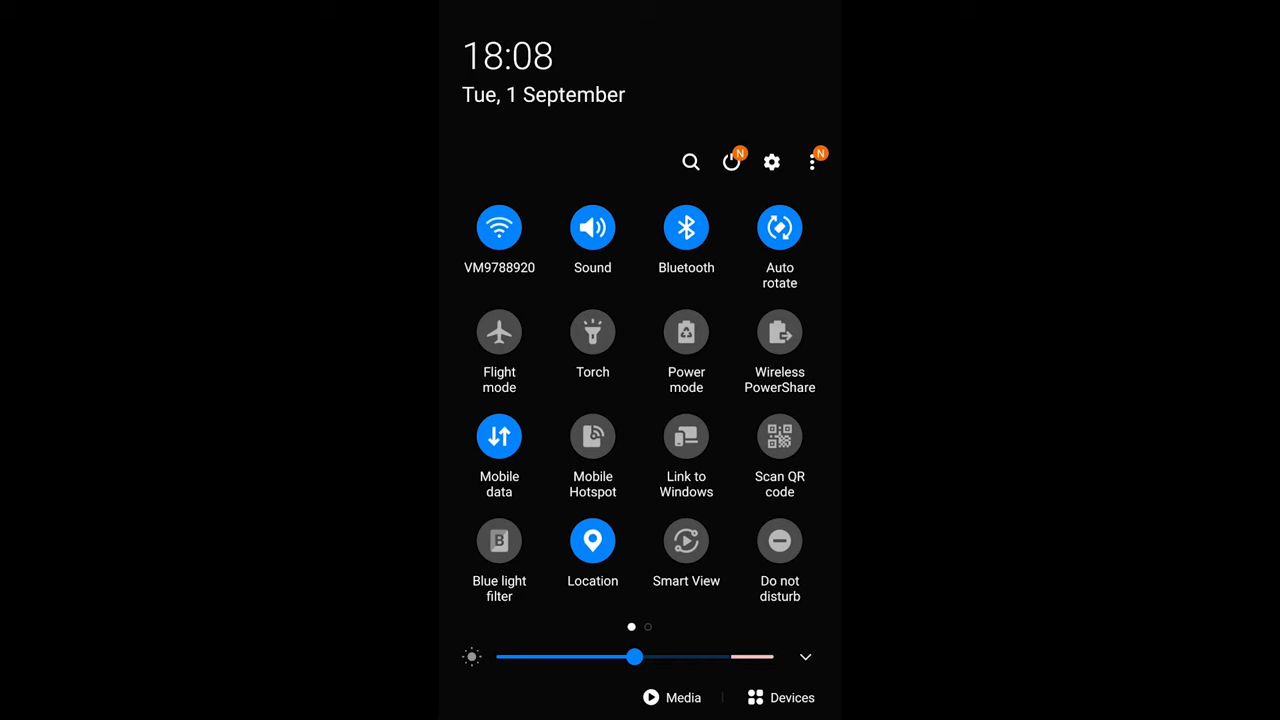 18:08
Tue, 1 September
N
N
VM9788920
Sound
Bluetooth
Auto
rotate
Flight
mode
Torch
Power
mode
Wireless
PowerShare
Mobile
data
Mobile
Hotspot
Link to
Windows
Scan QR
code
B
Blue light
filter
Location
Smart View
Do not
disturb
Media
Devices